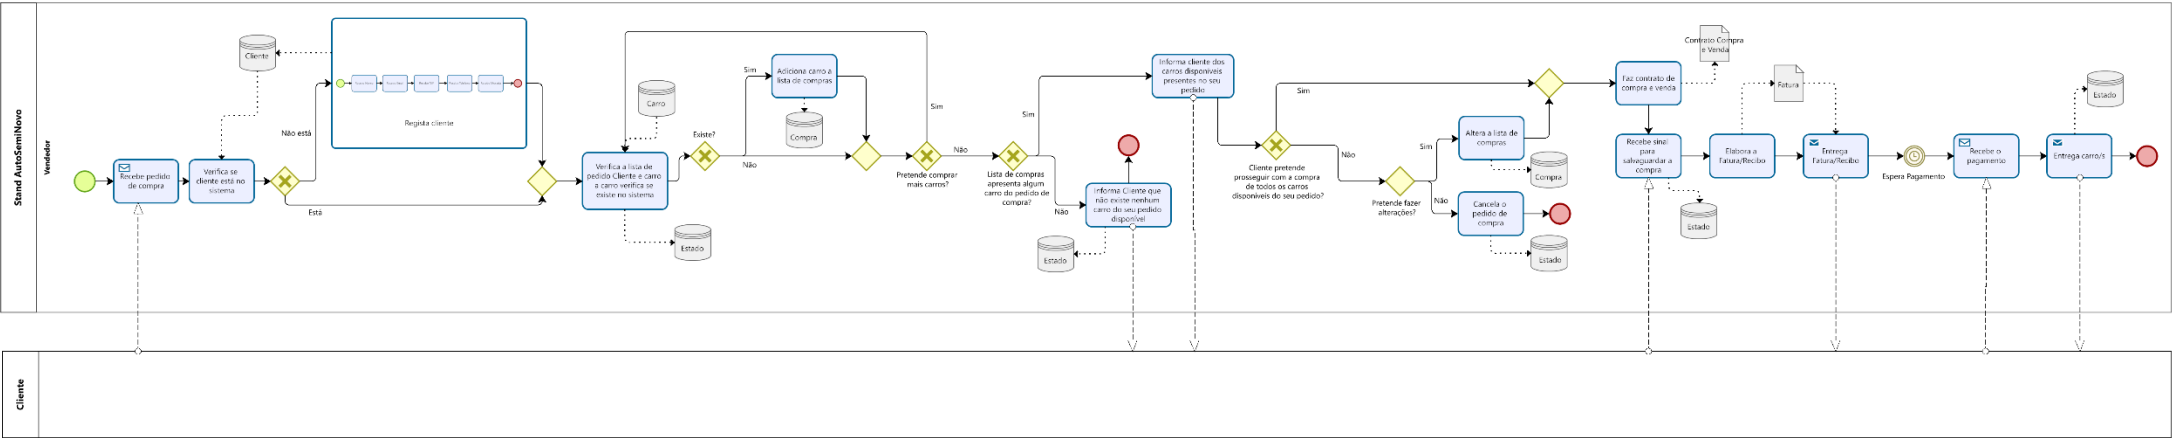 Stand AutoSemiNovo
Vendedor
Recebe pedido
de compra
Verifica se
cliente está no
sistema
Cliente
Não está
Está
Regista cliente
Verifica a lista de
pedido Cliente e carro
a carro verifica se
existe no sistema
Carro
Estado
Existe?
Sim
Não
Adiciona carro a
lista de compras
Compra
Sim
Pretende comprar
mais carros?
Não
Lista de compras
apresenta algum
carro do pedido de
compra?
Sim
Não
Informa Cliente que
não existe nenhum
carro do seu pedido
disponível
Estado
Informa cliente dos
carros disponiveis
presentes no seu
pedido
Cliente pretende
prosseguir com a compra
de todos os carros
disponíveis do seu pedido?
Sim
Não
Pretende fazer
alterações?
Sim
Não
Altera a lista de
compras
Compra
Cancela o
pedido de
compra
Estado
Faz contrato de
compra e venda
Contrato Compra
e Venda
Recebe sinal
para
salvaguardar a
compra
Estado
Elabora a
Fatura/Recibo
Fatura
Entrega
Fatura/Recibo
Espera Pagamento
Recebe o
pagamento
Entrega carro/s
Estado
Cliente